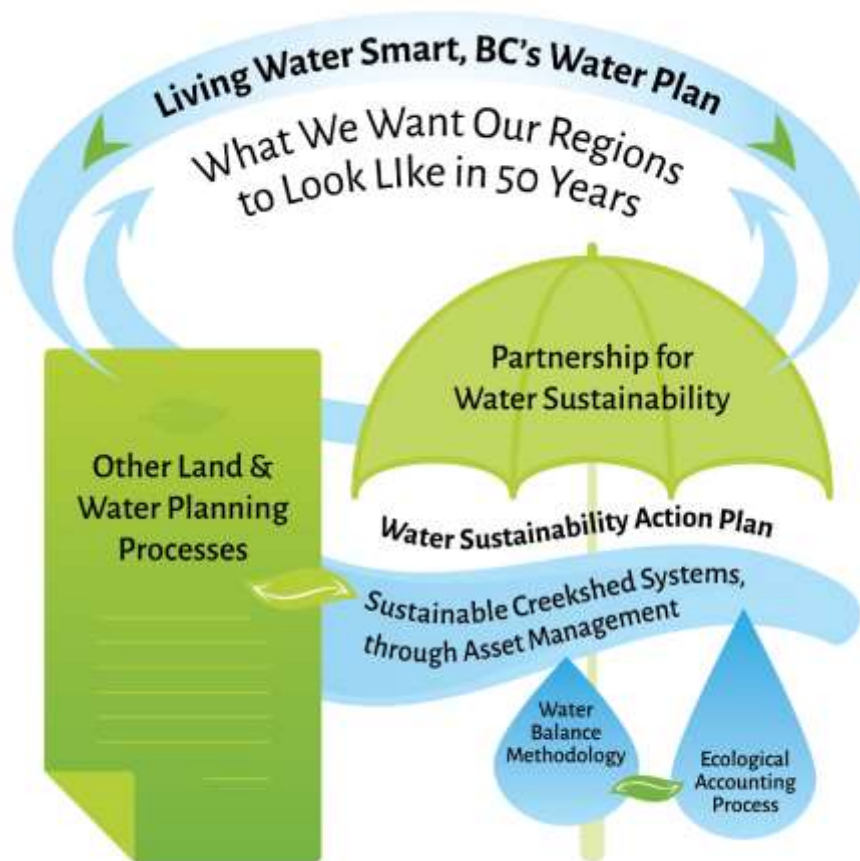 Living Water Smart, BC's Water Plan
What We Want Our Regions
to Look LIke in 50 Years
Partnership for
Water Sustainability
Other Land &
Water Planning
Processes
Water Sustainability Action Plan
Sustainable Creekshed Systems,
through Asset Management
Water
Balance
Methodology
Ecological
Accounting
Process